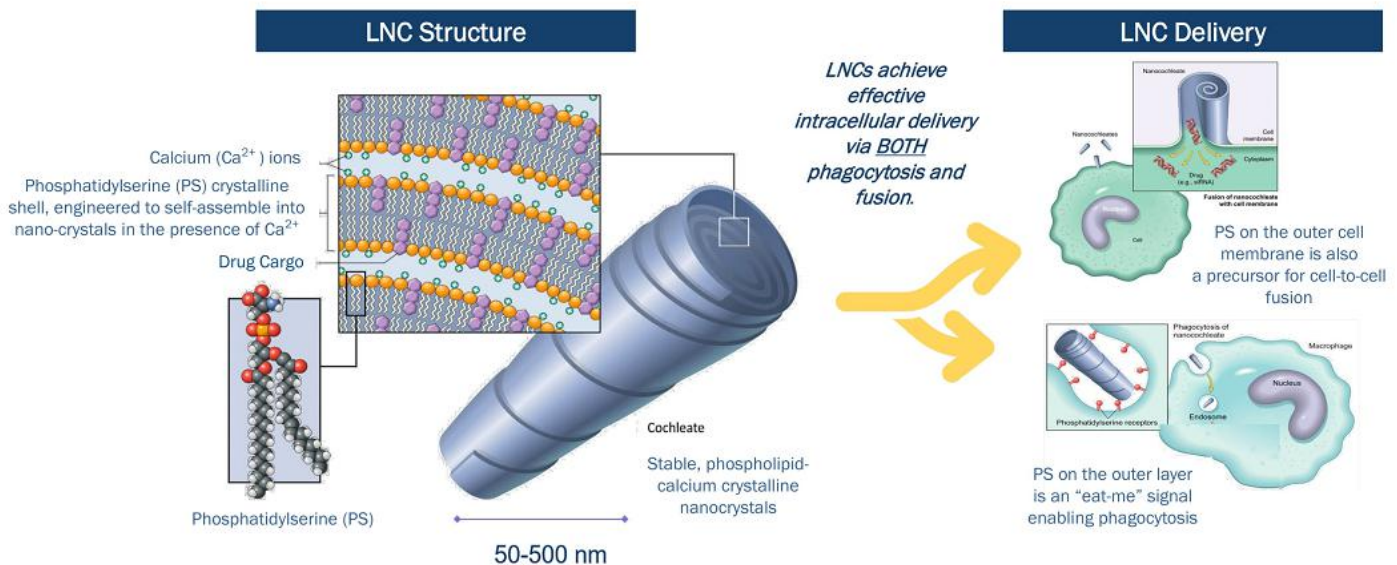 LNC Structure
Calcium (Ca²⁺) ions
Phosphatidylserine (PS) crystalline
shell, engineered to self-assemble into
nano-crystals in the presence of Ca²⁺
Drug Cargo
Phosphatidylserine (PS)
Cochleate
Stable, phospholipid-
calcium crystalline
nanocrystals
50-500 nm
LNCs achieve
effective
intracellular delivery
via BOTH
phagocytosis and
fusion.
LNC Delivery
Nanocochleate
Cell
membrane
Nanocochleates
Cytoplasm
Drug
(e.g., siRNA)
Fusion of nanocochleate
with cell membrane
Nucleus
Cell
PS on the outer cell
membrane is also
a precursor for cell-to-cell
fusion
Phagocytosis of
nanocochleate
Macrophage
Nucleus
Endosome
Phosphatidylserine receptors
PS on the outer layer
is an “eat-me” signal
enabling phagocytosis